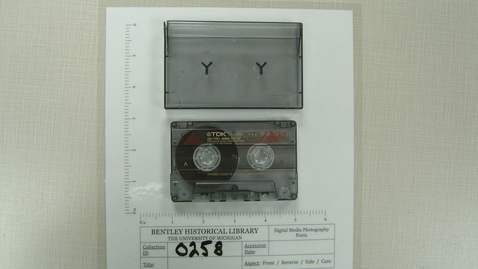 TDK
A
BENTLEY HISTORICAL LIBRARY
THE UNIVERSITY OF MICHIGAN
Digital Media Photography
Form
Collection
ID:
0258
Accession
Date:
Title:
Aspect: Front / Reverse / Side / Case